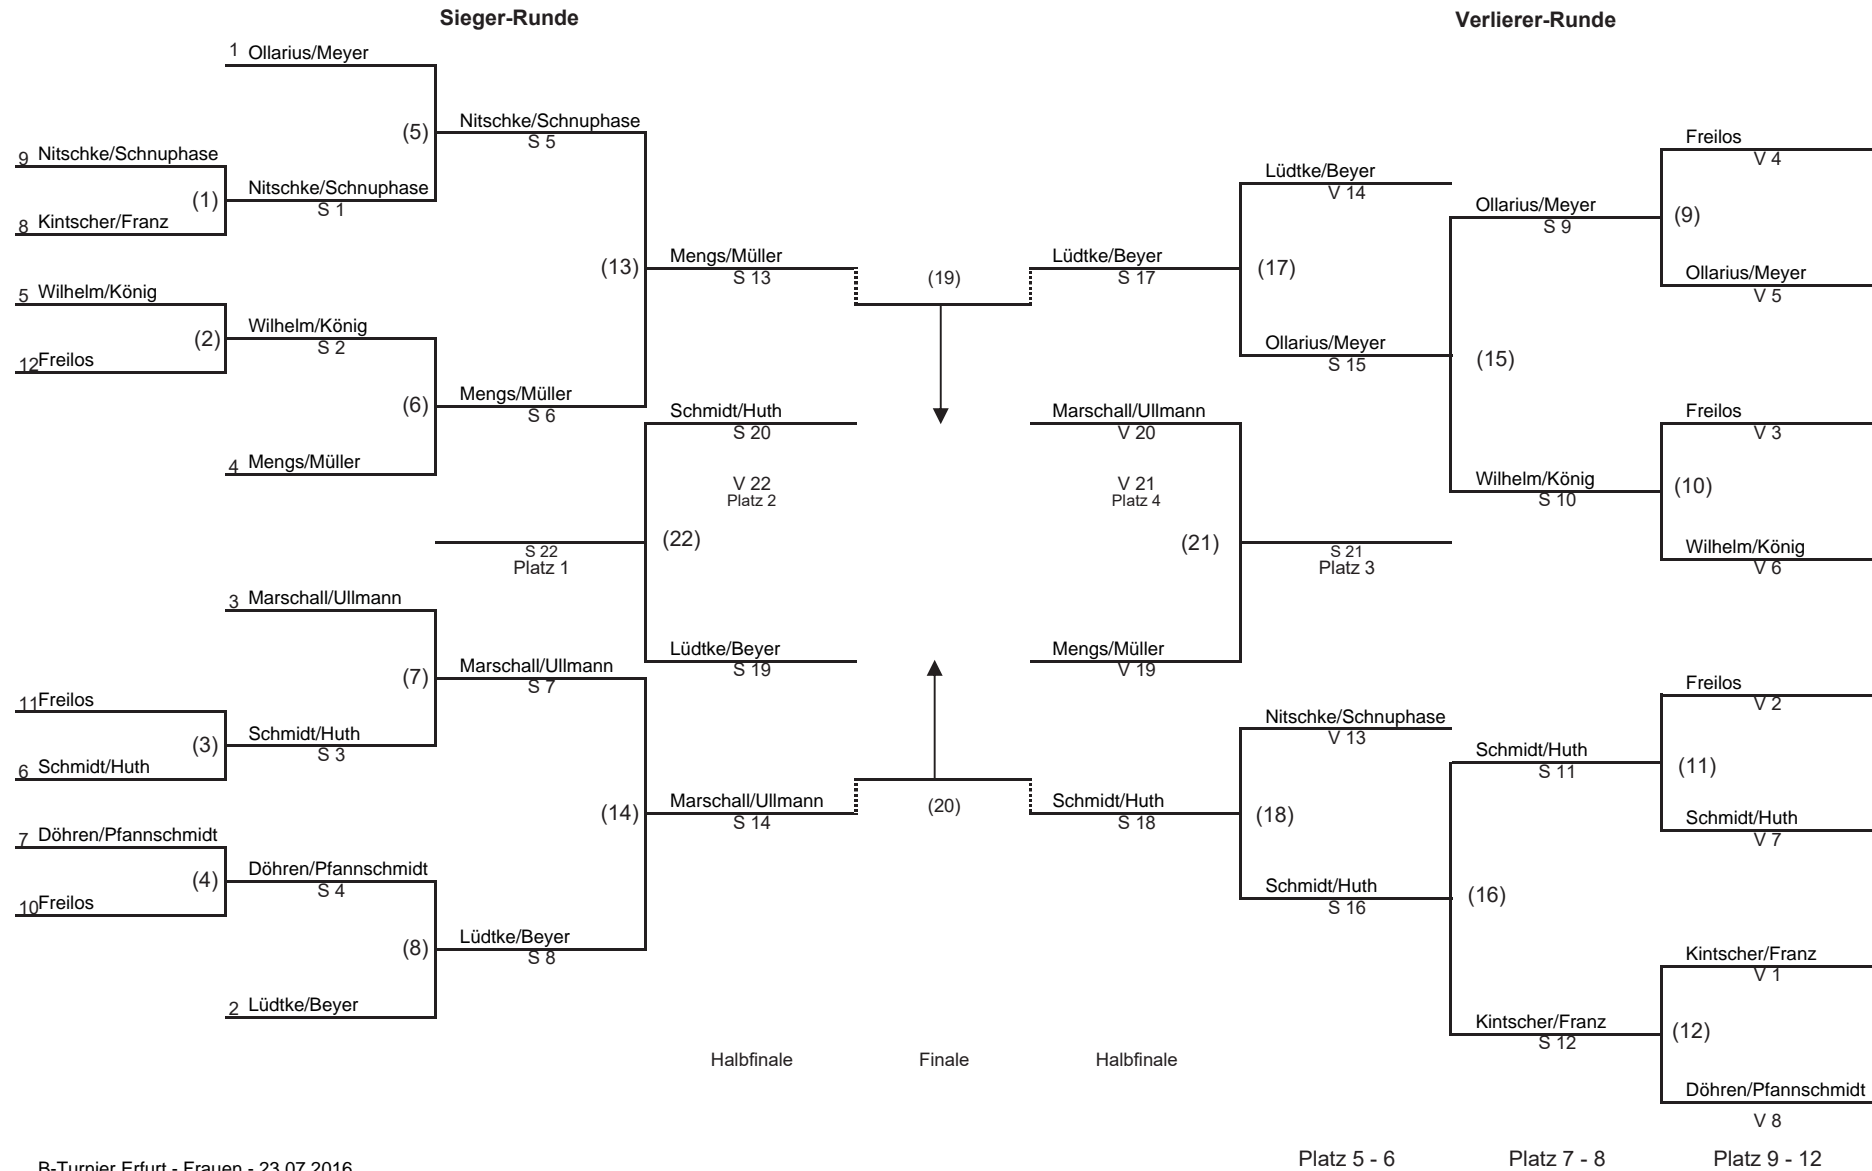 Sieger-Runde
Verlierer-Runde
1 Ollarius/Meyer
(5)
Nitschke/Schnuphase
S 5
9 Nitschke/Schnuphase
(1)
Nitschke/Schnuphase
S 1
8 Kintscher/Franz
(13)
Mengs/Müller
S 13
5 Wilhelm/König
(2)
Wilhelm/König
S 2
12 Freilos
(6)
Mengs/Müller
S 6
4 Mengs/Müller
Schmidt/Huth
S 20
V 22
Platz 2
(22)
S 22
Platz 1
3 Marschall/Ullmann
Lüdtke/Beyer
S 19
(7)
Marschall/Ullmann
S 7
11 Freilos
(3)
Schmidt/Huth
S 3
6 Schmidt/Huth
(14)
Marschall/Ullmann
S 14
7 Döhren/Pfannschmidt
(4)
Döhren/Pfannschmidt
S 4
10 Freilos
(8)
Lüdtke/Beyer
S 8
2 Lüdtke/Beyer
(19)
(20)
Lüdtke/Beyer
V 14
Lüdtke/Beyer
S 17
(17)
Ollarius/Meyer
S 15
Marschall/Ullmann
V 20
V 21
Platz 4
(21)
S 21
Platz 3
Mengs/Müller
V 19
Nitschke/Schnuphase
V 13
Schmidt/Huth
S 18
(18)
Schmidt/Huth
S 16
Freilos
V 4
Ollarius/Meyer
S 9
(9)
Ollarius/Meyer
V 5
(15)
Freilos
V 3
Wilhelm/König
S 10
(10)
Wilhelm/König
V 6
Freilos
V 2
Schmidt/Huth
S 11
(11)
Schmidt/Huth
V 7
(16)
Kintscher/Franz
V 1
Kintscher/Franz
S 12
(12)
Döhren/Pfannschmidt
V 8
Halbfinale
Finale
Halbfinale
Platz 5 - 6
Platz 7 - 8
Platz 9 - 12
B-Turnier Erfurt - Frauen - 23.07.2016